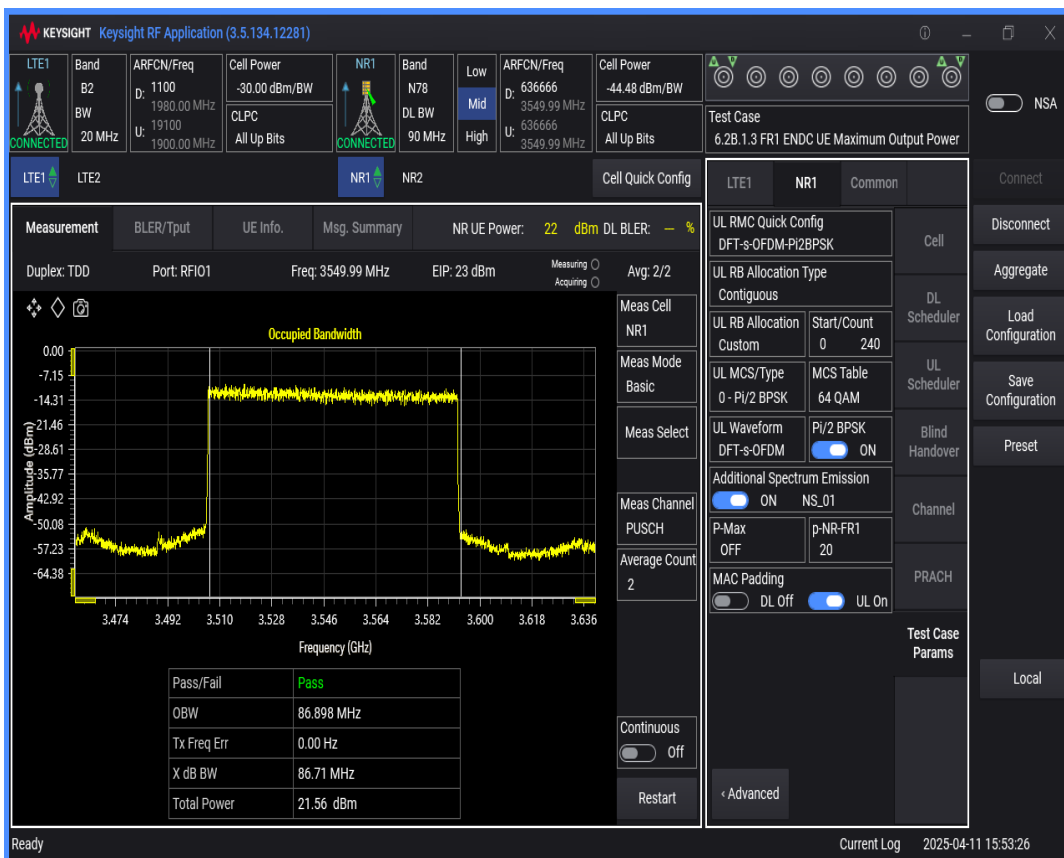 KEYSIGHT Keysight RF Application (3.5.134.12281)
LTE1 Band ARFCN/Freq Cell Power NR1 Band Low ARFCN/Freq Cell Power
B2 D: 1100 -30.00 dBm/BW N78 Mid D: 636666 -44.48 dBm/BW
1980.00 MHz 3549.99 MHz
BW U: 19100 CLPC DL BW High U: 636666 CLPC
CONNECTED 20 MHz 1900.00 MHz All Up Bits CONNECTED 90 MHz 3549.99 MHz All Up Bits
Test Case
6.2B.1.3 FR1 ENDC UE Maximum Output Power
NSA
LTE1 LTE2 NR1 NR2 Cell Quick Config
Measurement BLER/Tput UE Info. Msg. Summary NR UE Power: 22 dBm DL BLER: — %
Duplex: TDD Port: RFIO1 Freq: 3549.99 MHz EIP: 23 dBm Measuring Acquiring Avg: 2/2
Occupied Bandwidth
Amplitude (dBm)
0.00
-7.15
-14.31
-21.46
-28.61
-35.77
-42.92
-50.08
-57.23
-64.38
3.474 3.492 3.510 3.528 3.546 3.564 3.582 3.600 3.618 3.636
Frequency (GHz)
Pass/Fail Pass
OBW 86.898 MHz
Tx Freq Err 0.00 Hz
X dB BW 86.71 MHz
Total Power 21.56 dBm
Meas Cell
NR1
Meas Mode
Basic
Meas Select
Meas Channel
PUSCH
Average Count
2
Continuous
Off
Restart
LTE1 NR1 Common
UL RMC Quick Config
DFT-s-OFDM-Pi2BPSK
UL RB Allocation Type
Contiguous
UL RB Allocation Start/Count
Custom 0 240
UL MCS/Type MCS Table
0 - Pi/2 BPSK 64 QAM
UL Waveform Pi/2 BPSK
DFT-s-OFDM ON
Additional Spectrum Emission
ON NS_01
P-Max p-NR-FR1
OFF 20
MAC Padding
DL Off UL On
‹ Advanced
Cell
DL
Scheduler
UL
Scheduler
Blind
Handover
Channel
PRACH
Test Case
Params
Connect
Disconnect
Aggregate
Load
Configuration
Save
Configuration
Preset
Local
Ready Current Log 2025-04-11 15:53:26